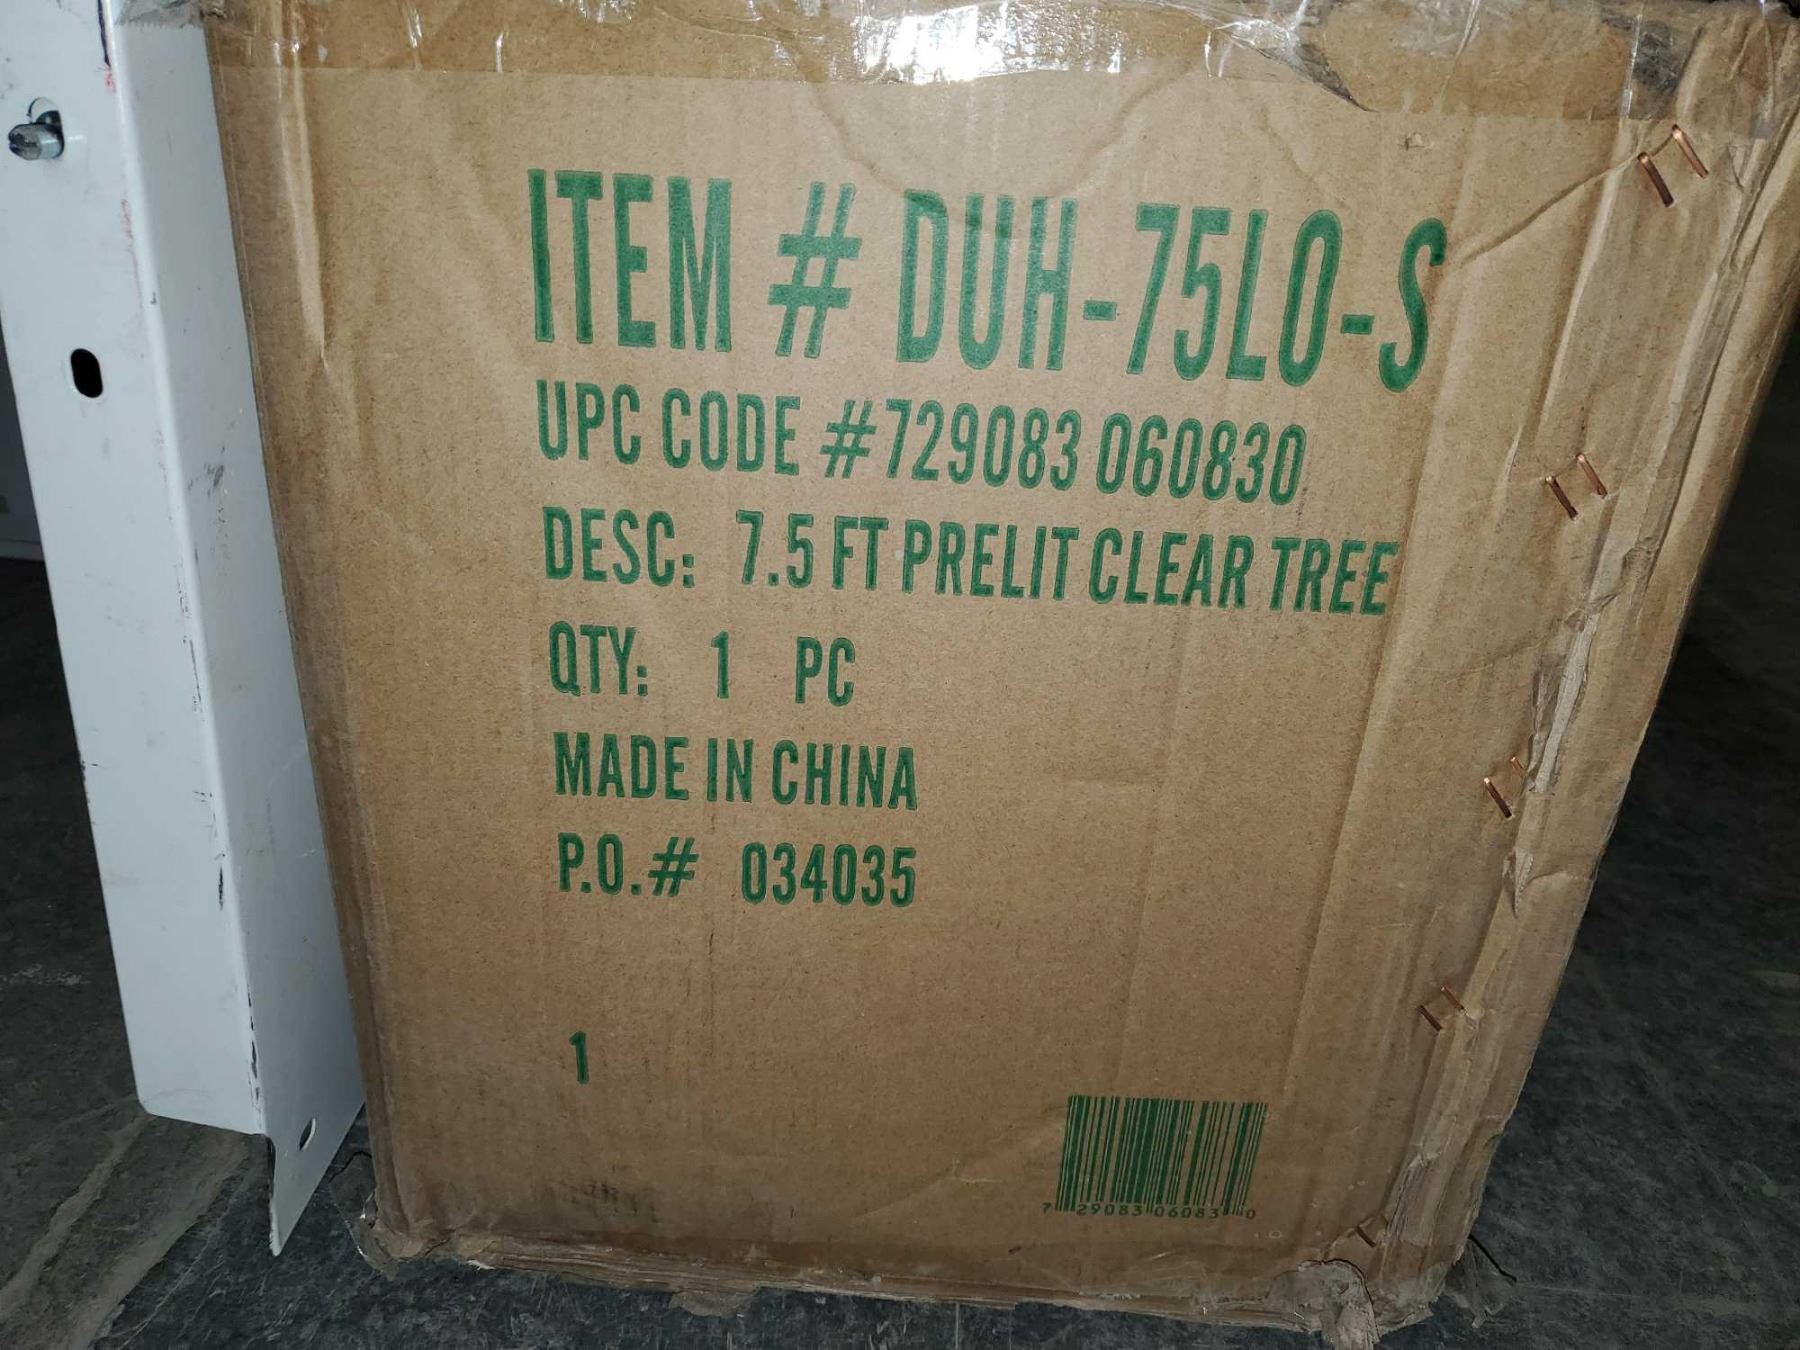 ITEM # DUH-75LO-S
UPC CODE #729083 060830
DESC: 7.5 FT PRELIT CLEAR TREE
QTY: 1 PC
MADE IN CHINA
P.O.# 034035
1
7 29083 06083 0